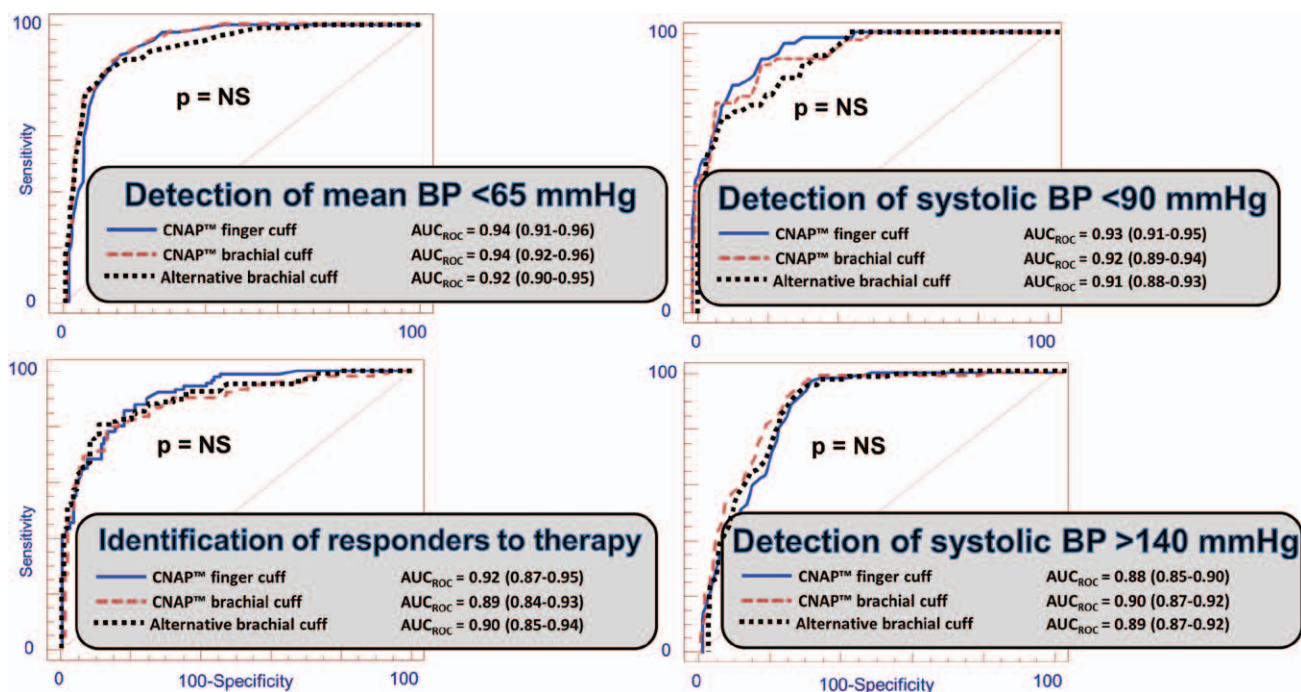 100
p = NS
Sensitivity
Detection of mean BP <65 mmHg
CNAP™ finger cuff AUCROC = 0.94 (0.91-0.96)
CNAP™ brachial cuff AUCROC = 0.94 (0.92-0.96)
Alternative brachial cuff AUCROC = 0.92 (0.90-0.95)
0
0 100
100
p = NS
Detection of systolic BP <90 mmHg
CNAP™ finger cuff AUCROC = 0.93 (0.91-0.95)
CNAP™ brachial cuff AUCROC = 0.92 (0.89-0.94)
Alternative brachial cuff AUCROC = 0.91 (0.88-0.93)
0
0 100
100
p = NS
Sensitivity
Identification of responders to therapy
CNAP™ finger cuff AUCROC = 0.92 (0.87-0.95)
CNAP™ brachial cuff AUCROC = 0.89 (0.84-0.93)
Alternative brachial cuff AUCROC = 0.90 (0.85-0.94)
0
0 100
100-Specificity
100
p = NS
Detection of systolic BP >140 mmHg
CNAP™ finger cuff AUCROC = 0.88 (0.85-0.90)
CNAP™ brachial cuff AUCROC = 0.90 (0.87-0.92)
Alternative brachial cuff AUCROC = 0.89 (0.87-0.92)
0
0 100
100-Specificity